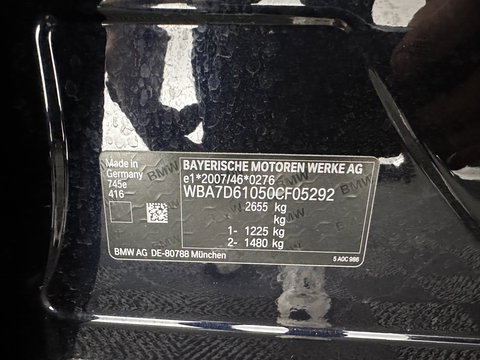 Made in
Germany
745e
416
BAYERISCHE MOTOREN WERKE AG
e1*2007/46*0276
WBA7D61050CF05292
2655 kg
kg
1- 1225 kg
2- 1480 kg
BMW AG DE-80788 München
5 A0C 986